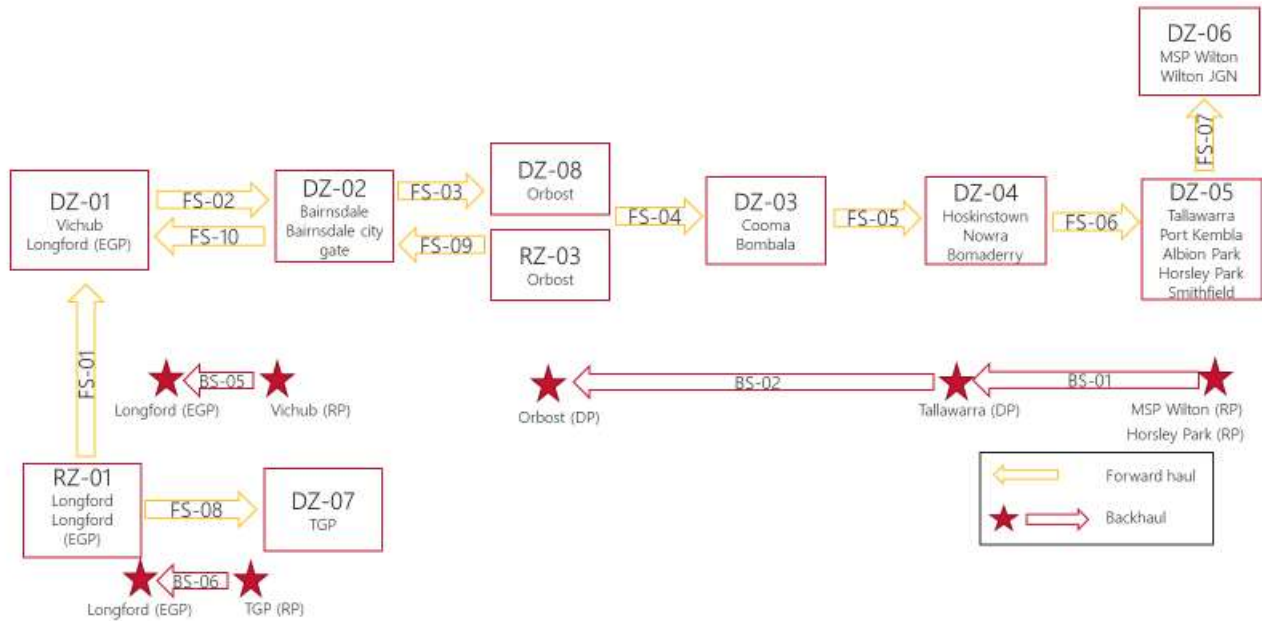 DZ-06
MSP Wilton
Wilton JGN
FS-07
DZ-01
Vichub
Longford (EGP)
FS-02
FS-10
DZ-02
Bairnsdale
Bairnsdale city
gate
FS-03
FS-09
DZ-08
Orbost
RZ-03
Orbost
FS-04
DZ-03
Cooma
Bombala
FS-05
DZ-04
Hoskinstown
Nowra
Bomaderry
FS-06
DZ-05
Tallawarra
Port Kembla
Albion Park
Horsley Park
Smithfield
FS-01
BS-05
Longford (EGP)
Vichub (RP)
BS-02
BS-01
Orbost (DP)
Tallawarra (DP)
MSP Wilton (RP)
Horsley Park (RP)
RZ-01
Longford
Longford
(EGP)
FS-08
DZ-07
TGP
BS-06
Longford (EGP)
TGP (RP)
Forward haul
Backhaul